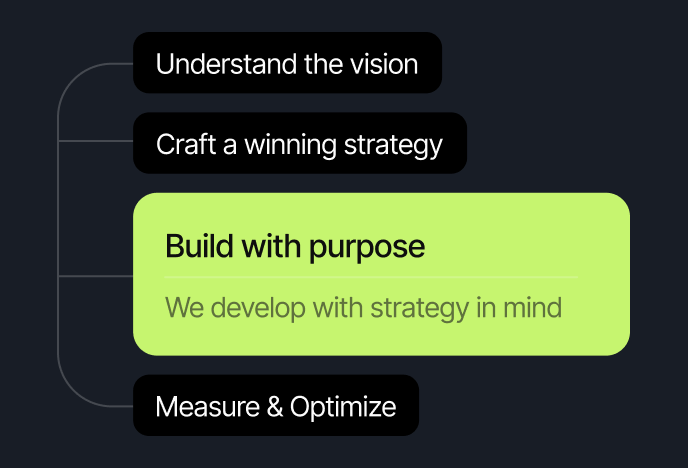 Understand the vision
Craft a winning strategy
Build with purpose
We develop with strategy in mind
Measure & Optimize